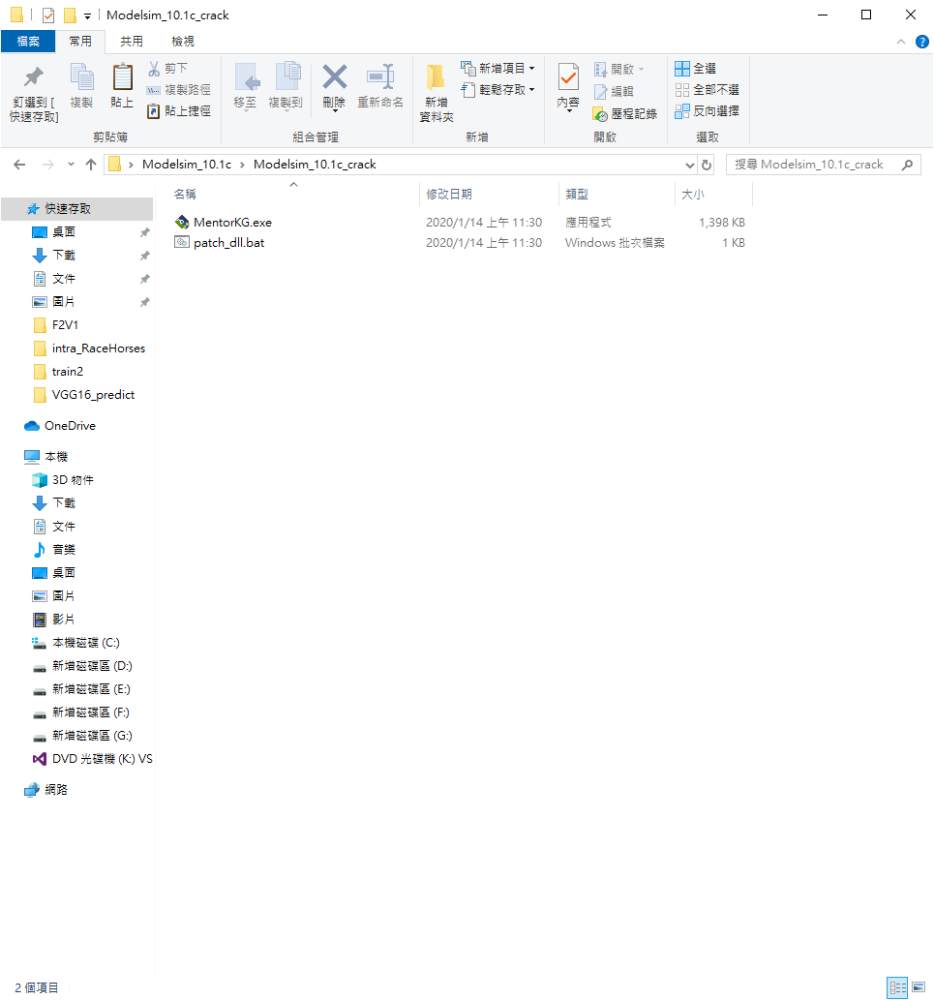 Modelsim_10.1c_crack
檔案 常用 共用 檢視
釘選到 [快速存取]
複製
貼上
剪下
複製路徑
貼上捷徑
剪貼簿
移至
複製到
刪除
重新命名
組合管理
新增資料夾
新增項目
輕鬆存取
新增
內容
開啟
編輯
歷程記錄
開啟
全選
全部不選
反向選擇
選取
Modelsim_10.1c > Modelsim_10.1c_crack
搜尋 Modelsim_10.1c_crack
名稱 修改日期 類型 大小
MentorKG.exe 2020/1/14 上午 11:30 應用程式 1,398 KB
patch_dll.bat 2020/1/14 上午 11:30 Windows 批次檔案 1 KB
快速存取
桌面
下載
文件
圖片
F2V1
intra_RaceHorses
train2
VGG16_predict
OneDrive
本機
3D 物件
下載
文件
音樂
桌面
圖片
影片
本機磁碟 (C:)
新增磁碟區 (D:)
新增磁碟區 (E:)
新增磁碟區 (F:)
新增磁碟區 (G:)
DVD 光碟機 (K:) VS
網路
2 個項目